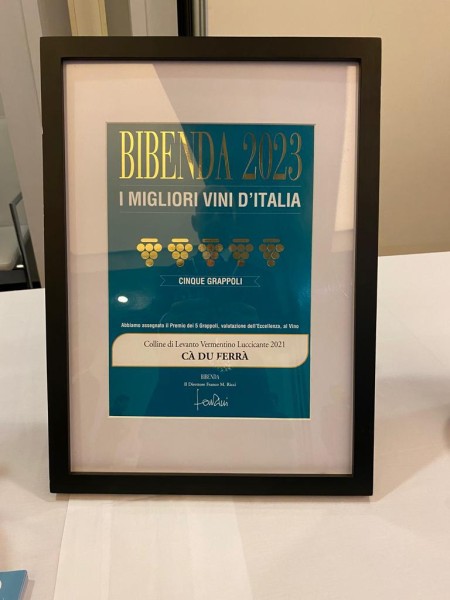 BIBENDA 2023
I MIGLIORI VINI D'ITALIA
CINQUE GRAPPOLI
Abbiamo assegnato il Premio dei 5 Grappoli, valutazione dell'Eccellenza, al Vino
Colline di Levanto Vermentino Luccicante 2021
CÀ DU FERRÀ
BIBENDA
Il Direttore Franco M. Ricci